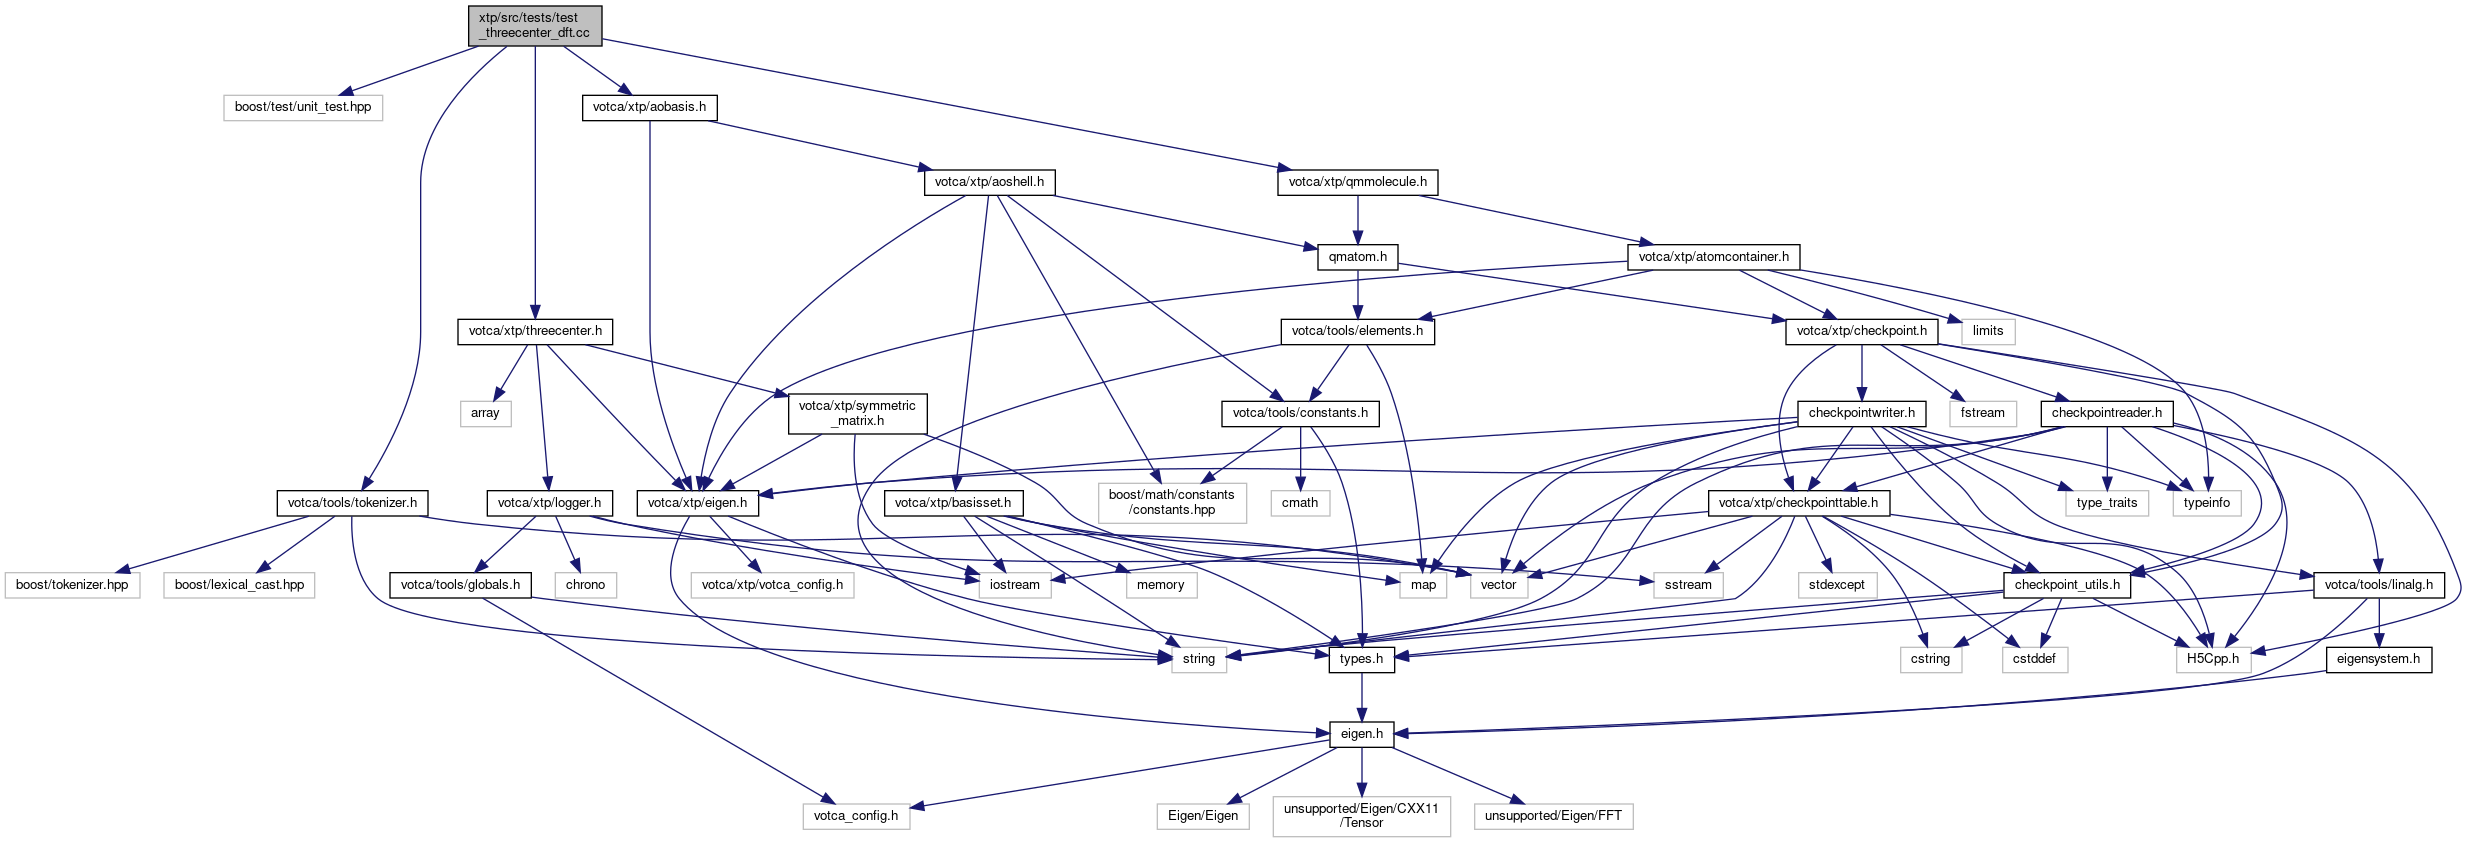 xtp/src/tests/test
_threecenter_dft.cc
boost/test/unit_test.hpp
votca/xtp/aobasis.h
votca/xtp/aoshell.h
votca/xtp/qmmolecule.h
qmatom.h
votca/xtp/atomcontainer.h
votca/xtp/threecenter.h
votca/tools/elements.h
votca/xtp/checkpoint.h
limits
array
votca/xtp/symmetric
_matrix.h
votca/tools/constants.h
checkpointwriter.h
fstream
checkpointreader.h
votca/tools/tokenizer.h
votca/xtp/logger.h
votca/xtp/eigen.h
votca/xtp/basisset.h
boost/math/constants
/constants.hpp
cmath
votca/xtp/checkpointtable.h
type_traits
typeinfo
boost/tokenizer.hpp
boost/lexical_cast.hpp
votca/tools/globals.h
chrono
votca/xtp/votca_config.h
iostream
memory
map
vector
sstream
stdexcept
checkpoint_utils.h
votca/tools/linalg.h
string
types.h
cstring
cstddef
H5Cpp.h
eigensystem.h
eigen.h
votca_config.h
Eigen/Eigen
unsupported/Eigen/CXX11
/Tensor
unsupported/Eigen/FFT